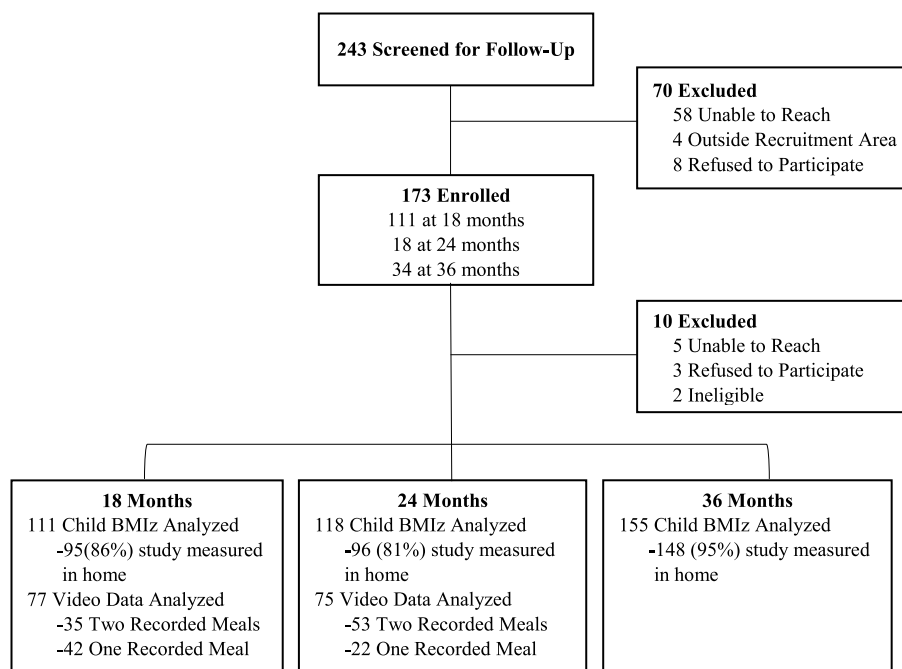 243 Screened for Follow-Up
70 Excluded
58 Unable to Reach
4 Outside Recruitment Area
8 Refused to Participate
173 Enrolled
111 at 18 months
18 at 24 months
34 at 36 months
10 Excluded
5 Unable to Reach
3 Refused to Participate
2 Ineligible
18 Months
111 Child BMIz Analyzed
-95(86%) study measured
in home
77 Video Data Analyzed
-35 Two Recorded Meals
-42 One Recorded Meal
24 Months
118 Child BMIz Analyzed
-96 (81%) study measured
in home
75 Video Data Analyzed
-53 Two Recorded Meals
-22 One Recorded Meal
36 Months
155 Child BMIz Analyzed
-148 (95%) study measured
in home